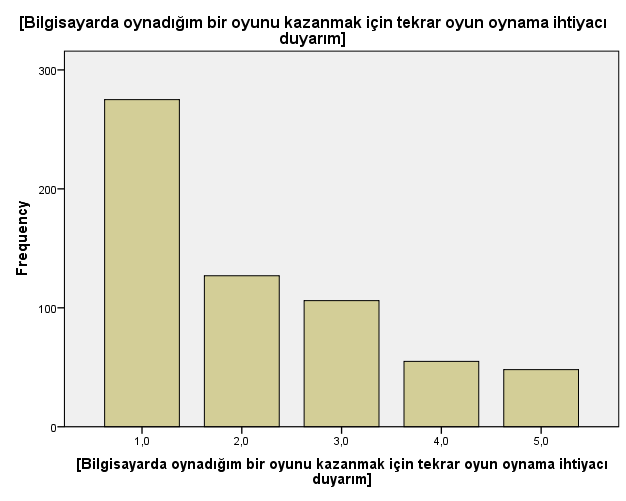 [Bilgisayarda oynadığım bir oyunu kazanmak için tekrar oyun oynama ihtiyacı
duyarım]
300
200
100
0
Frequency
1,0
2,0
3,0
4,0
5,0
[Bilgisayarda oynadığım bir oyunu kazanmak için tekrar oyun oynama ihtiyacı
duyarım]